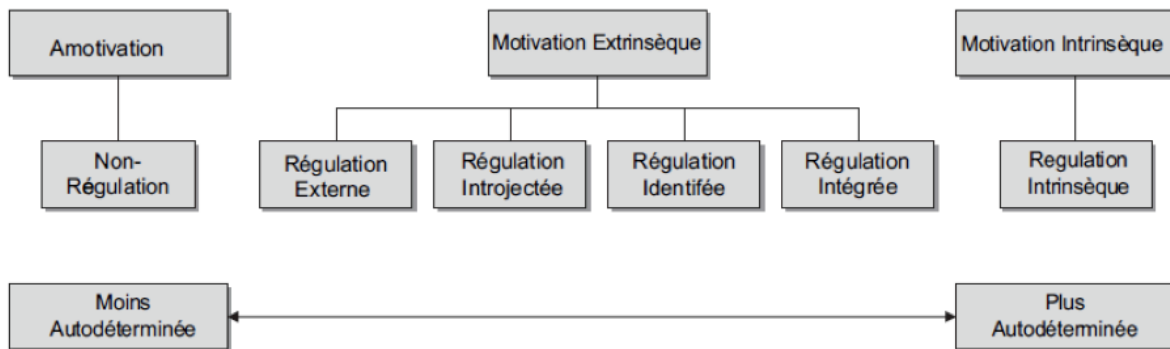 Amotivation
Motivation Extrinsèque
Motivation Intrinsèque
Non-
Régulation
Régulation
Externe
Régulation
Introjectée
Régulation
Identifée
Régulation
Intégrée
Regulation
Intrinsèque
Moins
Autodéterminée
Plus
Autodéterminée